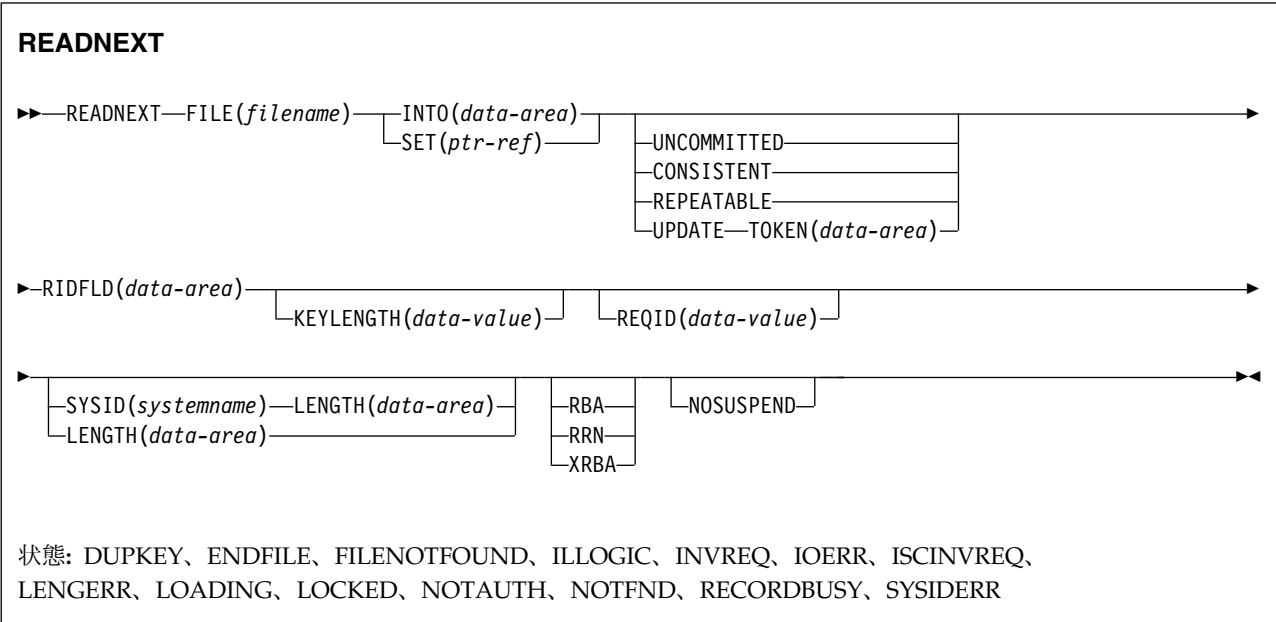 READNEXT
READNEXT FILE(filename) INTO(data-area)
SET(ptr-ref) UNCOMMITTED
CONSISTENT
REPEATABLE
UPDATE TOKEN(data-area)
RIDFLD(data-area)
KEYLENGTH(data-value) REQID(data-value)
SYSID(systemname) LENGTH(data-area) RBA NOSUSPEND
LENGTH(data-area) RRN
XRBA
状態: DUPKEY、ENDFILE、FILENOTFOUND、ILLOGIC、INVREQ、IOERR、ISCINVREQ、
LENGERR、LOADING、LOCKED、NOTAUTH、NOTFND、RECORDBUSY、SYSIDERR